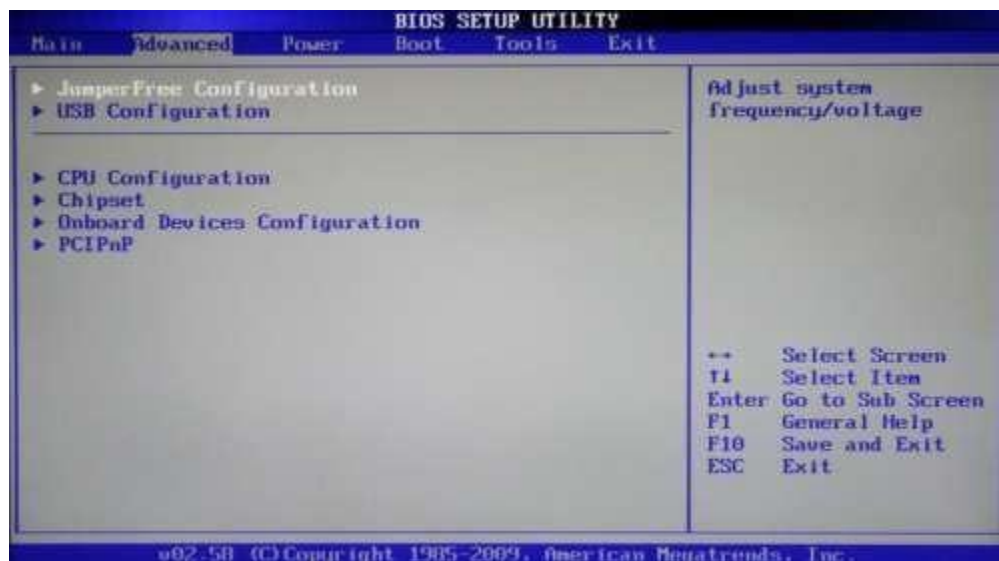 BIOS SETUP UTILITY
Main Advanced Power Boot Tools Exit
► JumperFree Configuration
► USB Configuration
► CPU Configuration
► Chipset
► Onboard Devices Configuration
► PCIPnP
Adjust system
frequency/voltage
←→ Select Screen
↑↓ Select Item
Enter Go to Sub Screen
F1 General Help
F10 Save and Exit
ESC Exit
v02.58 (C)Copyright 1985-2009, American Megatrends, Inc.